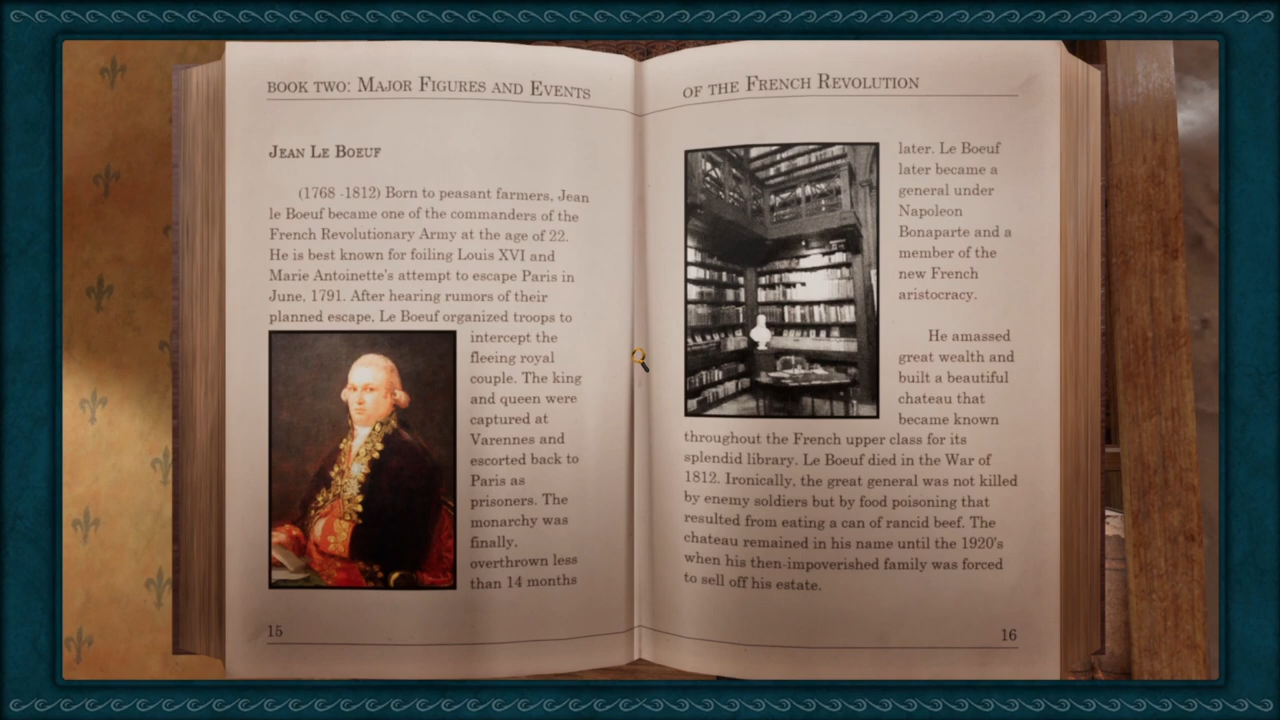 BOOK TWO: MAJOR FIGURES AND EVENTS
JEAN LE BOEUF
(1768 -1812) Born to peasant farmers, Jean
le Boeuf became one of the commanders of the
French Revolutionary Army at the age of 22.
He is best known for foiling Louis XVI and
Marie Antoinette's attempt to escape Paris in
June, 1791. After hearing rumors of their
planned escape, Le Boeuf organized troops to
intercept the
fleeing royal
couple. The king
and queen were
captured at
Varennes and
escorted back to
Paris as
prisoners. The
monarchy was
finally,
overthrown less
than 14 months
15
OF THE FRENCH REVOLUTION
later. Le Boeuf
later became a
general under
Napoleon
Bonaparte and a
member of the
new French
aristocracy.
He amassed
great wealth and
built a beautiful
chateau that
became known
throughout the French upper class for its
splendid library. Le Boeuf died in the War of
1812. Ironically, the great general was not killed
by enemy soldiers but by food poisoning that
resulted from eating a can of rancid beef. The
chateau remained in his name until the 1920's
when his then-impoverished family was forced
to sell off his estate.
16